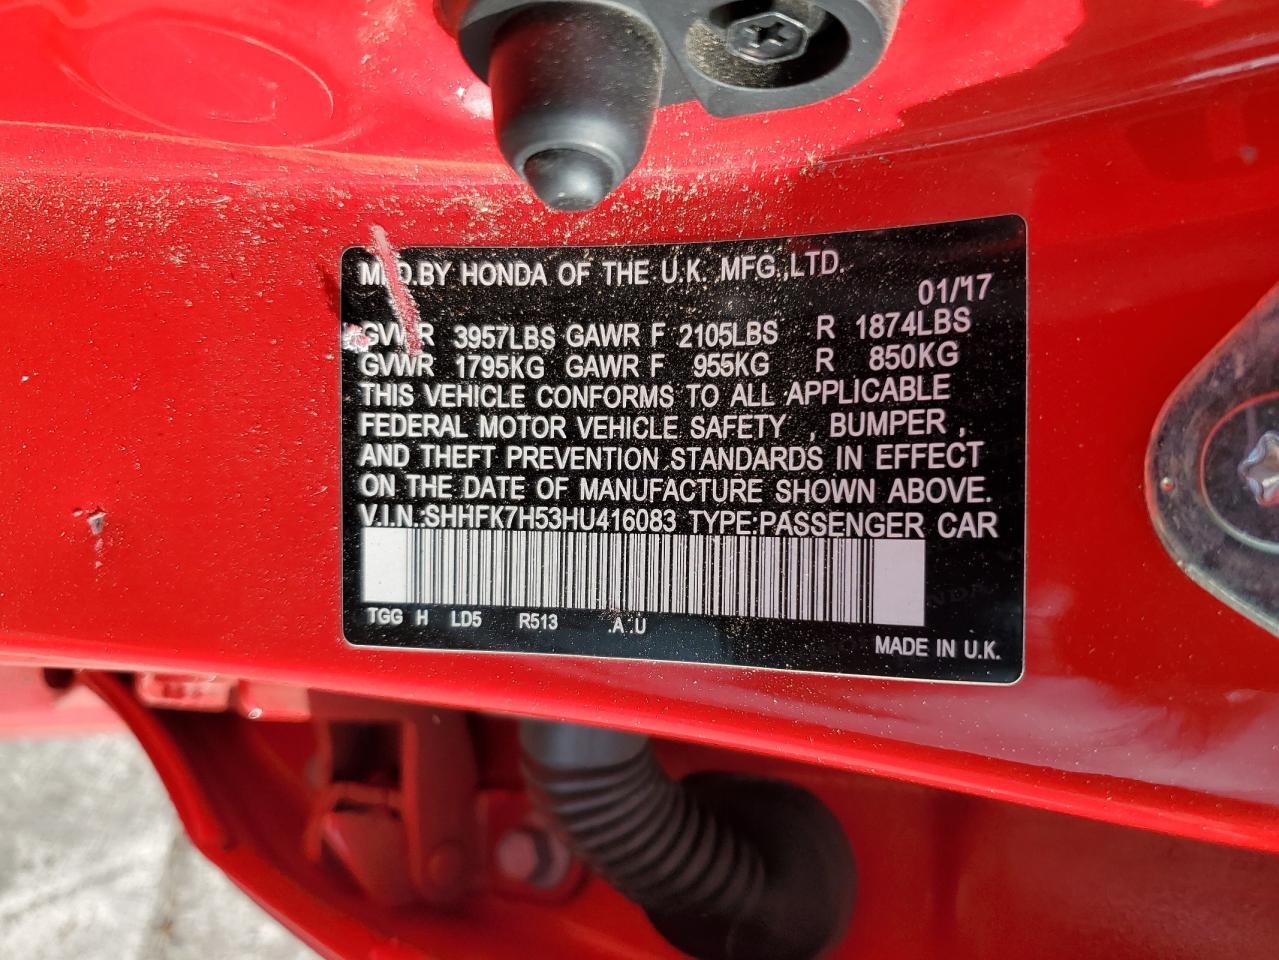 MFD.BY HONDA OF THE U.K. MFG.,LTD.
01/'17
GVWR 3957LBS GAWR F 2105LBS R 1874LBS
GVWR 1795KG GAWR F 955KG R 850KG
THIS VEHICLE CONFORMS TO ALL APPLICABLE
FEDERAL MOTOR VEHICLE SAFETY , BUMPER ,
AND THEFT PREVENTION STANDARDS IN EFFECT
ON THE DATE OF MANUFACTURE SHOWN ABOVE.
V.I.N.:SHHFK7H53HU416083 TYPE:PASSENGER CAR
TGG H LD5 R513 .A .U
MADE IN U.K.